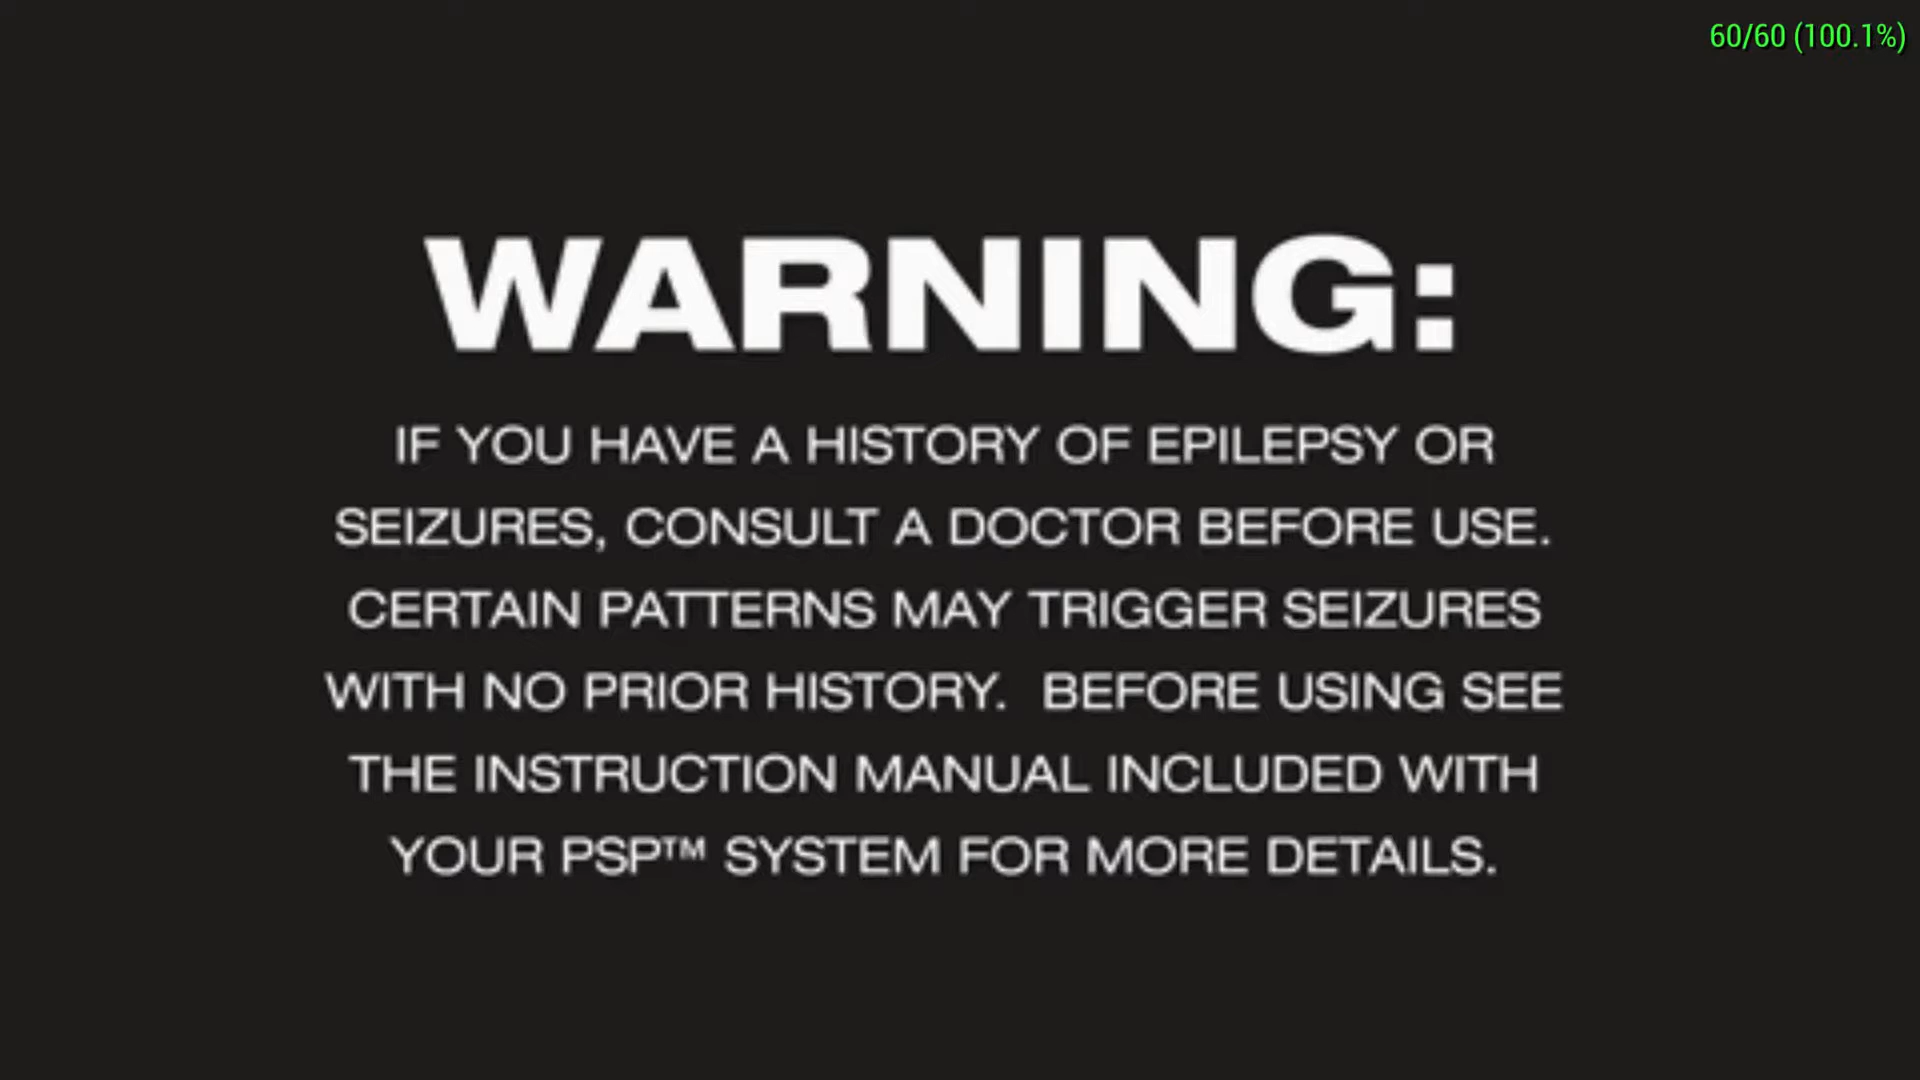 60/60 (100.1%)
WARNING:
IF YOU HAVE A HISTORY OF EPILEPSY OR
SEIZURES, CONSULT A DOCTOR BEFORE USE.
CERTAIN PATTERNS MAY TRIGGER SEIZURES
WITH NO PRIOR HISTORY.  BEFORE USING SEE
THE INSTRUCTION MANUAL INCLUDED WITH
YOUR PSP™ SYSTEM FOR MORE DETAILS.